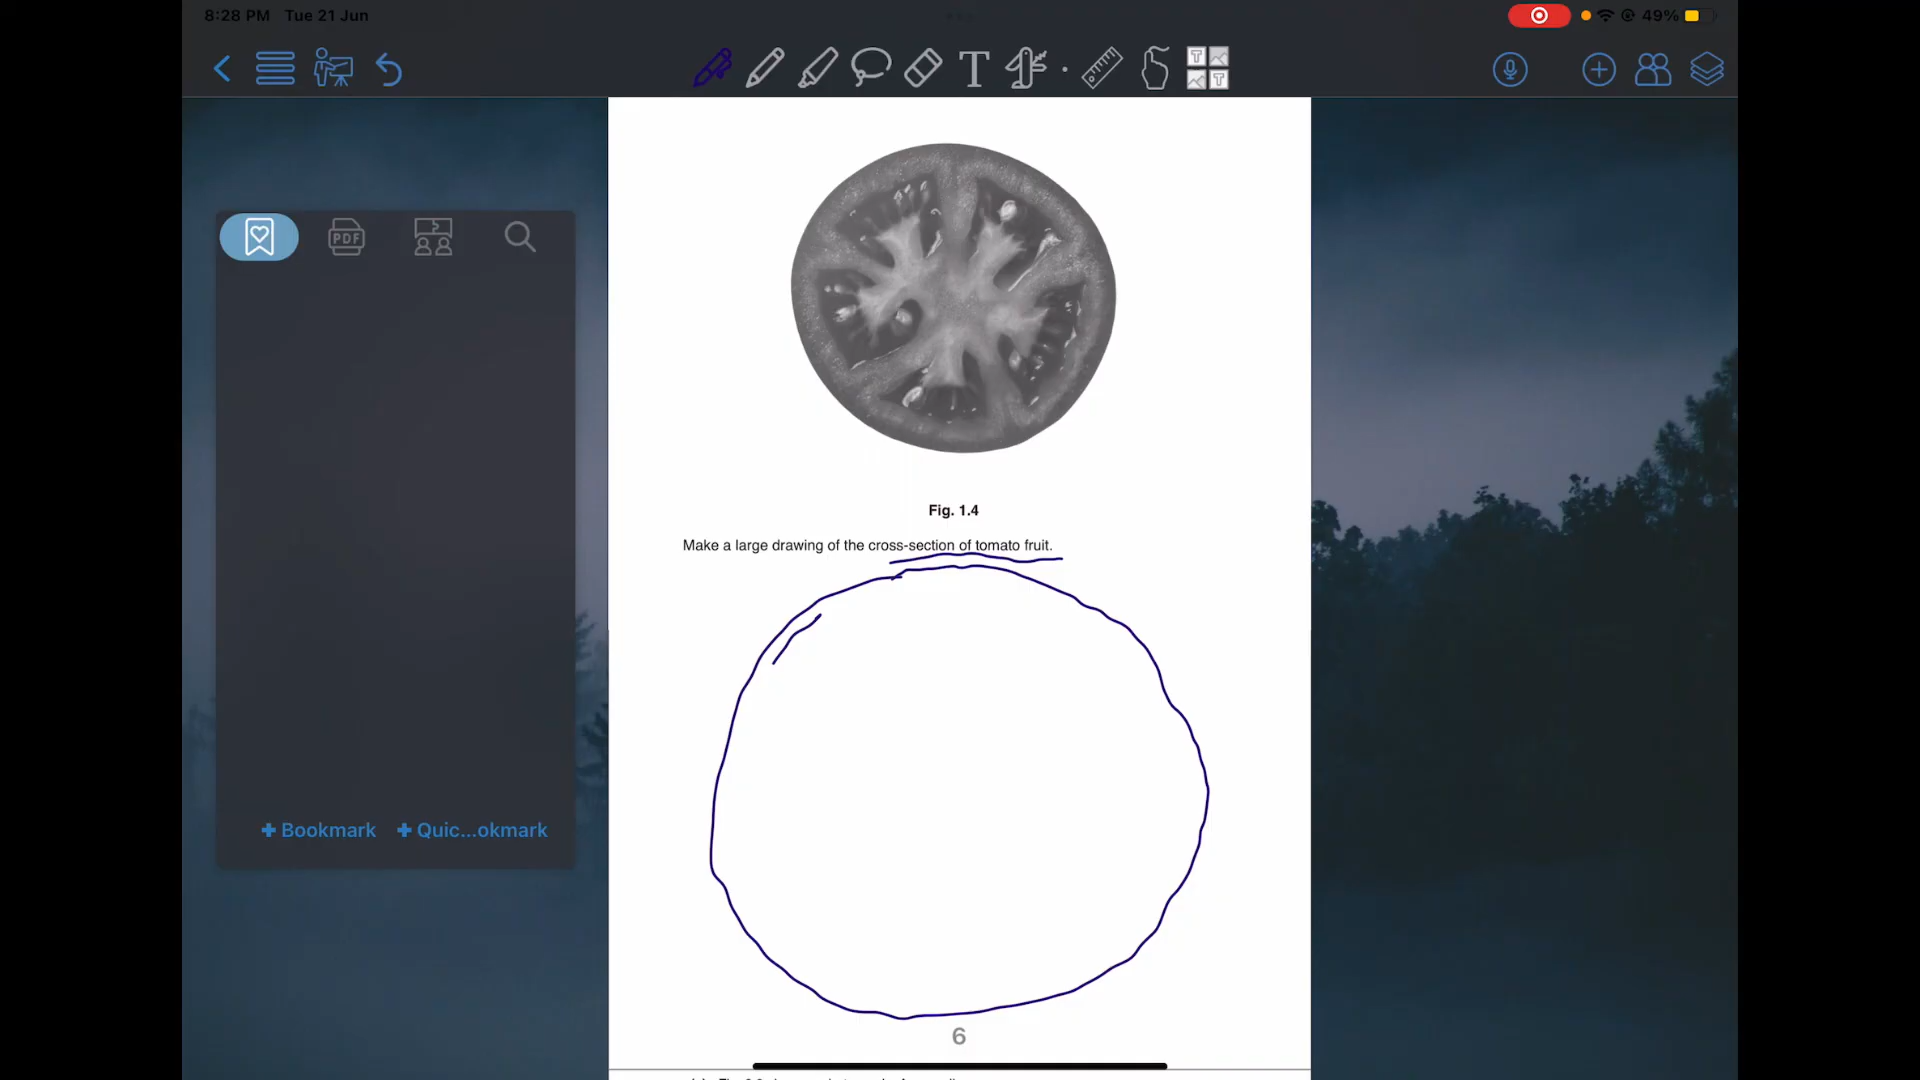 8:28 PM Tue 21 Jun
49%
T
PDF
Fig. 1.4
Make a large drawing of the cross-section of tomato fruit.
Bookmark
Quic...okmark
6